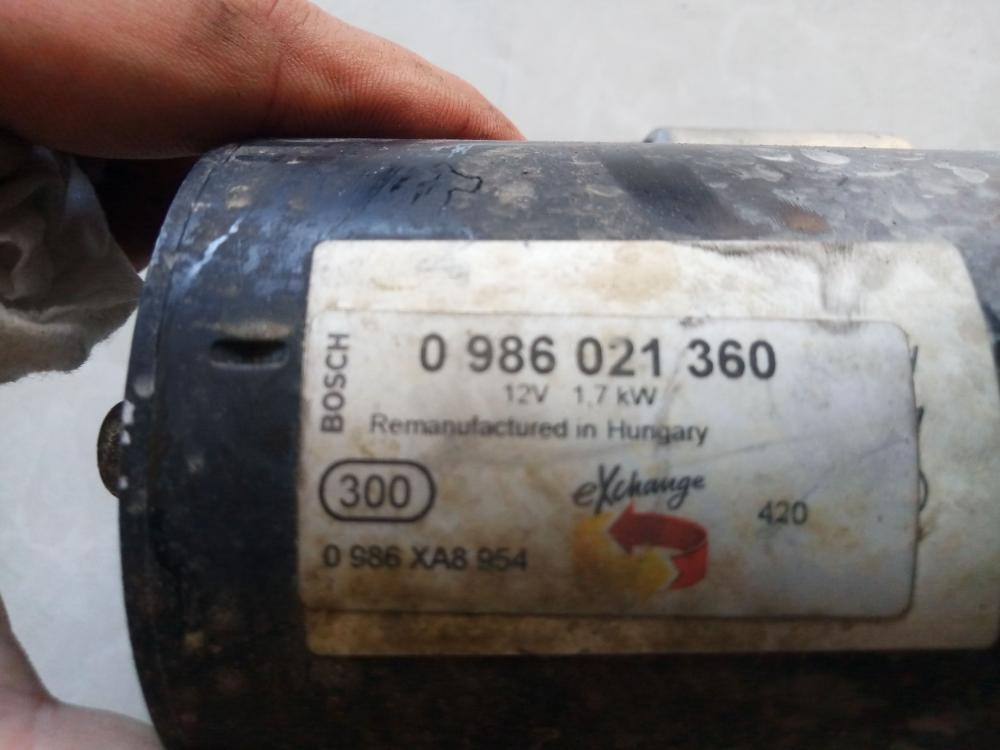 BOSCH
0 986 021 360
12V 1,7 kW
Remanufactured in Hungary
300
eXchange
420
0 986 XA8 954